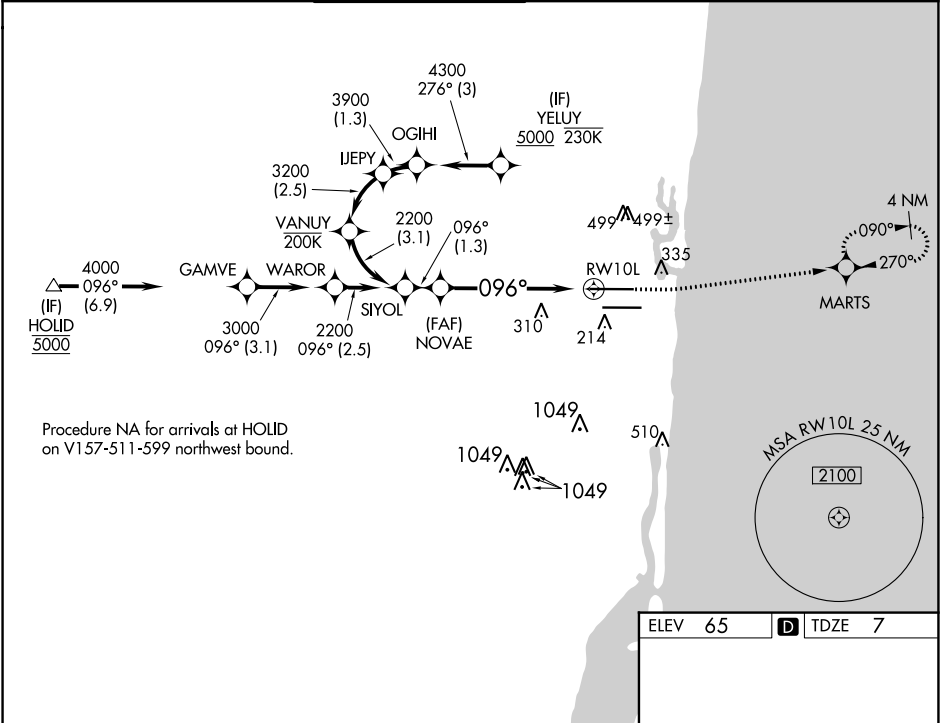 4300
276° (3)
(IF)
YELUY
5000 230K
3900
(1.3)
OGIHI
IJEPY
3200
(2.5)
VANUY
200K
2200
(3.1)
096°
(1.3)
499 499±
4 NM
090°
270°
335
RW10L
MARTS
4000
096°
(6.9)
GAMVE
WAROR
(IF)
HOLID
5000
3000
096° (3.1)
2200
096° (2.5)
SIYOL
(FAF)
NOVAE
096°
310
214
Procedure NA for arrivals at HOLID
on V157-511-599 northwest bound.
1049
510
1049
1049
MSA RW10L 25 NM
2100
ELEV 65 D TDZE 7